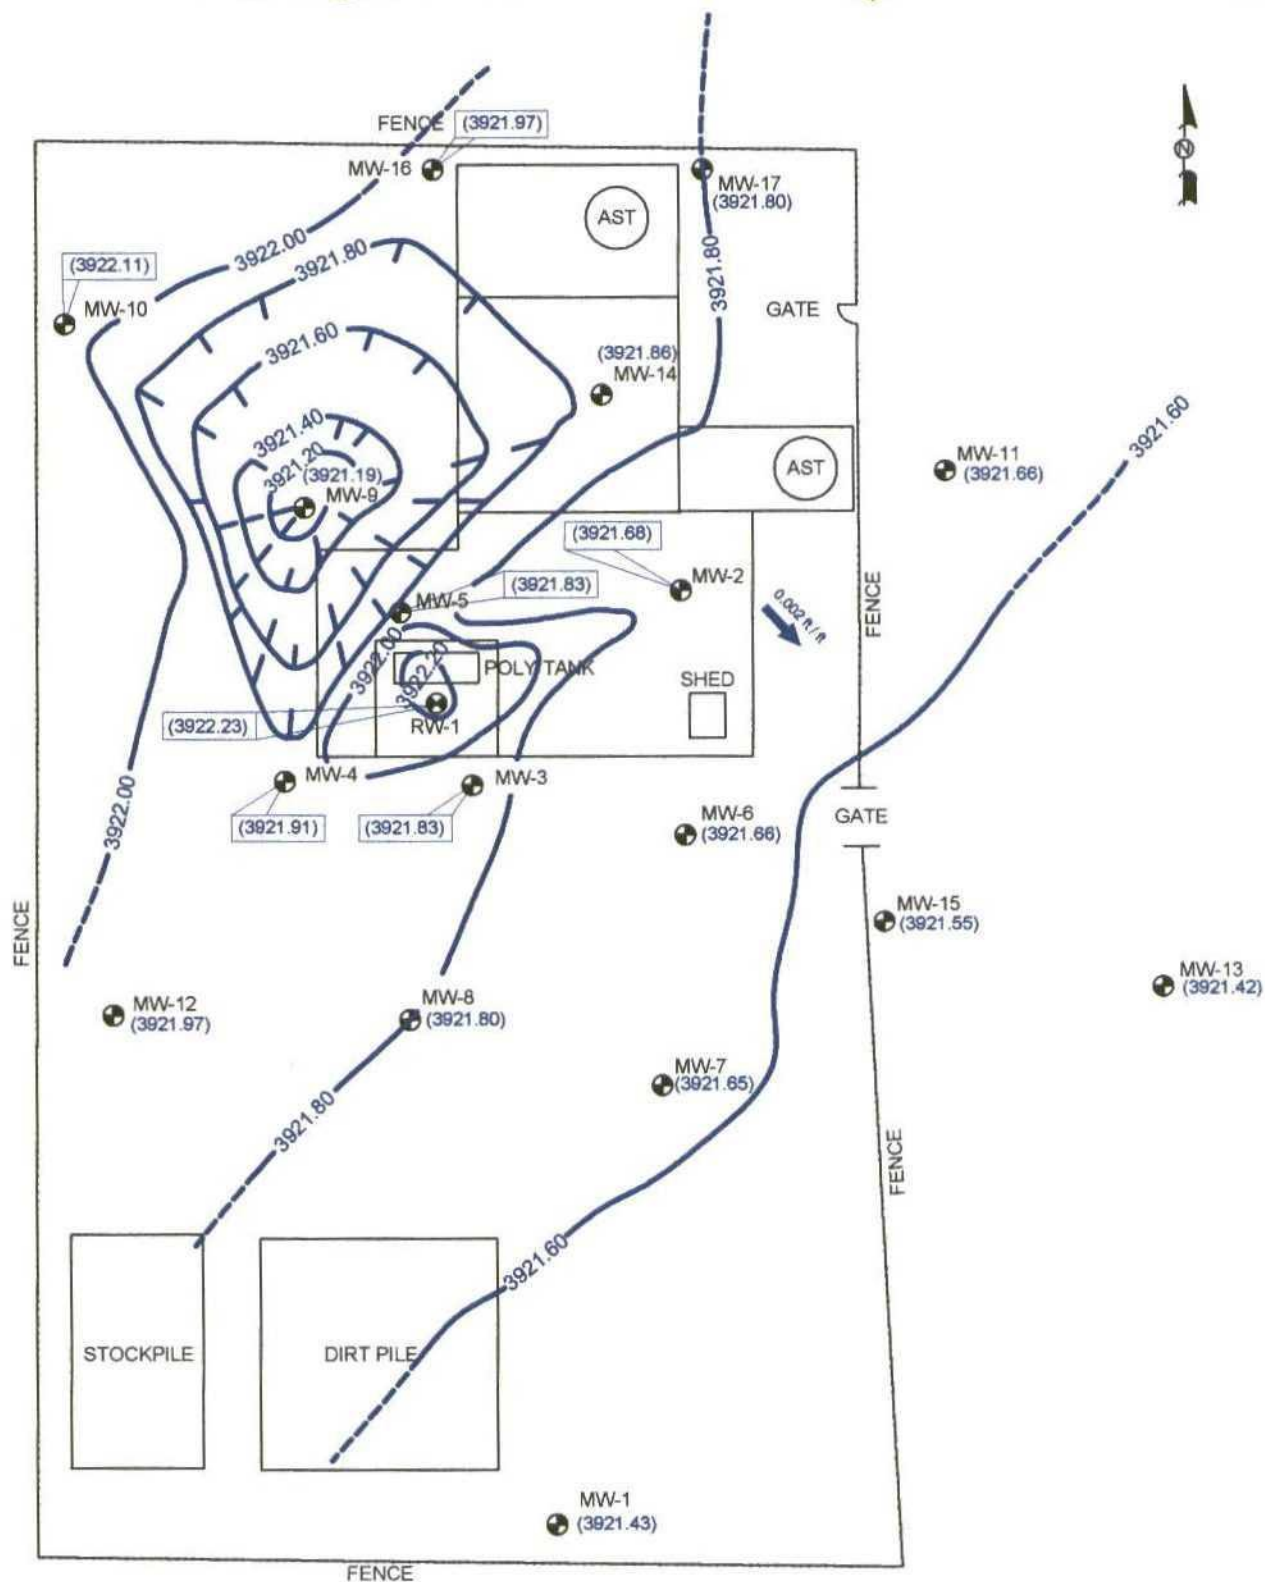 FENCE
(3921.97)
MW-16
MW-17
(3921.80)
AST
N
3922.00
3921.80
(3922.11)
MW-10
3921.80
GATE
3921.60
(3921.86)
MW-14
3921.60
3921.40
3921.20
(3921.19)
MW-9
AST
MW-11
(3921.66)
(3921.68)
MW-2
(3921.83)
MW-5
0.002 ft / ft
FENCE
3922.00
3922.20
POLY TANK
SHED
(3922.23)
RW-1
MW-4
MW-3
3922.00
(3921.91)
(3921.83)
MW-6
(3921.66)
GATE
FENCE
MW-15
(3921.55)
MW-13
(3921.42)
MW-12
(3921.97)
MW-8
(3921.80)
MW-7
(3921.65)
3921.80
FENCE
3921.60
STOCKPILE
DIRT PILE
MW-1
(3921.43)
FENCE